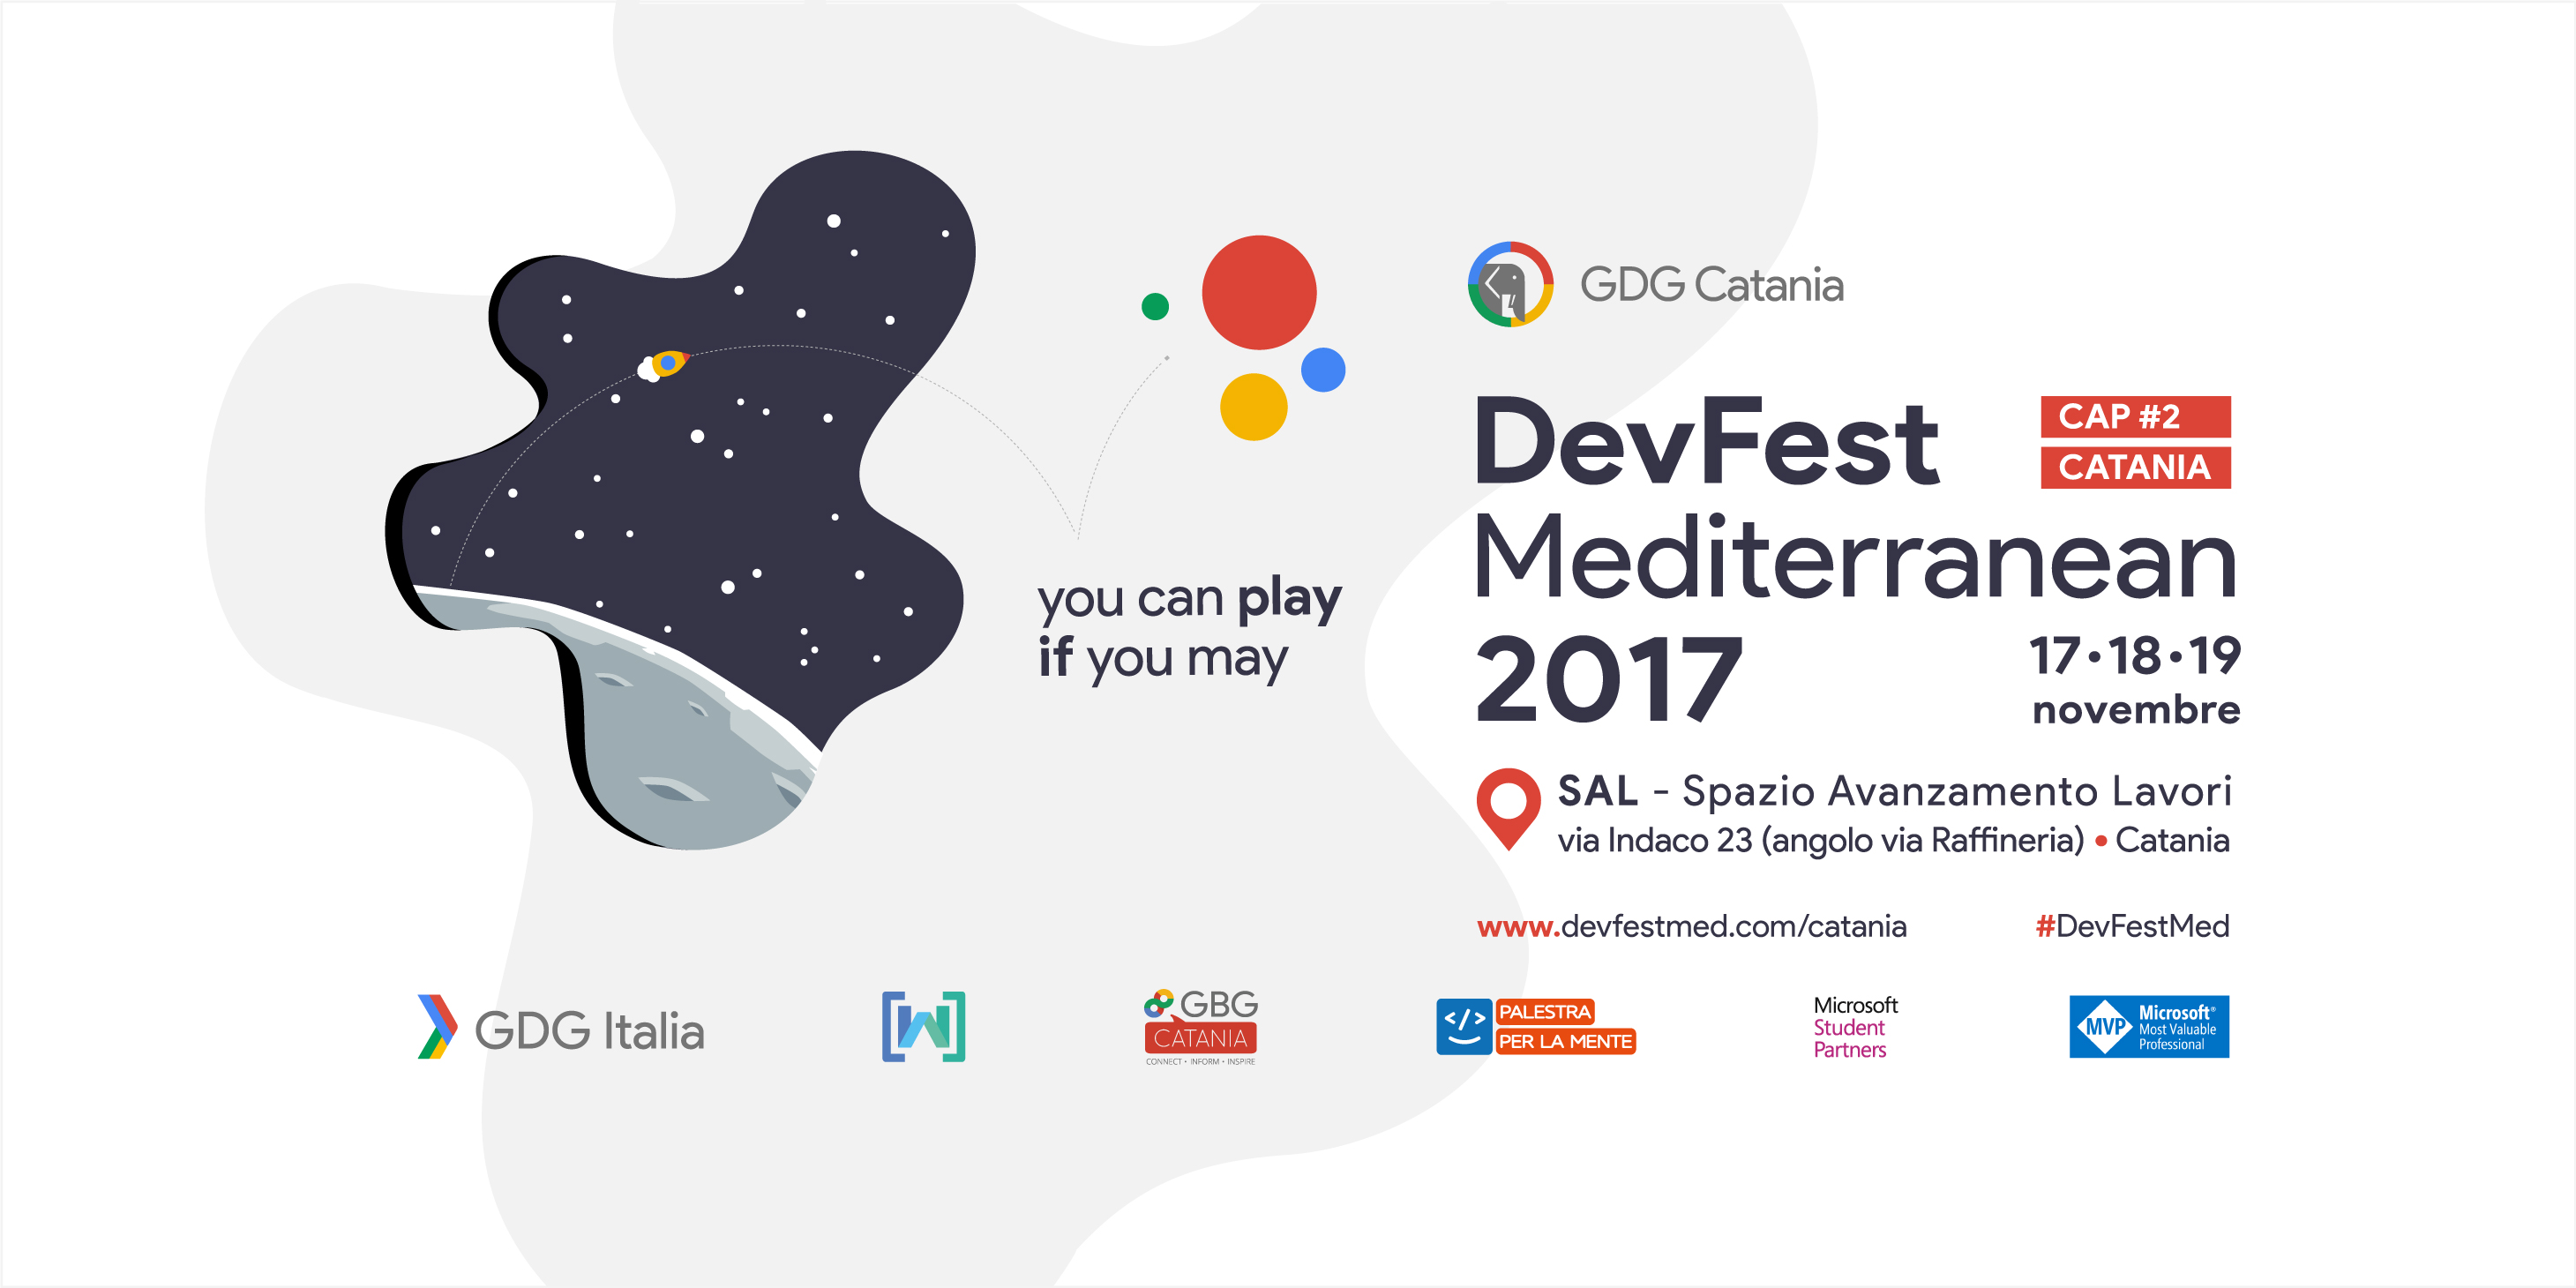 GDG Catania
DevFest
CAP #2
CATANIA
Mediterranean
2017
17•18•19
novembre
you can play
if you may
SAL - Spazio Avanzamento Lavori
via Indaco 23 (angolo via Raffineria) • Catania
www.devfestmed.com/catania
#DevFestMed
GDG Italia
[W]
GBG
CATANIA
CONNECT • INFORM • INSPIRE
</>
PALESTRA
PER LA MENTE
Microsoft
Student
Partners
MVP
Microsoft®
Most Valuable
Professional